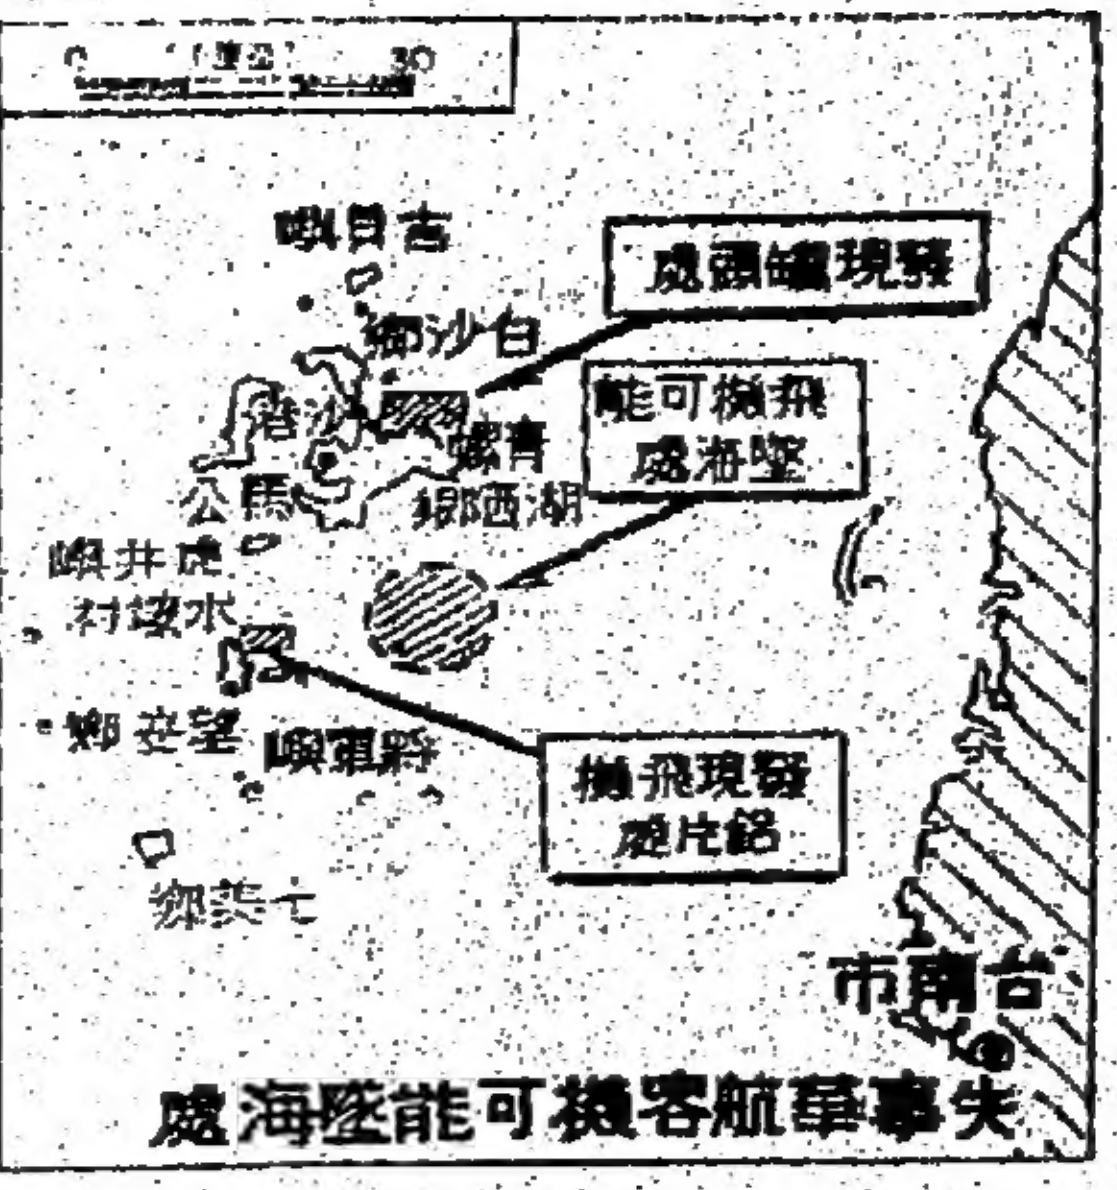 0 30
吉貝嶼
發現罐頭處
白沙鄉
飛機可能
墜海處
沙港
青螺
馬公
湖西鄉
虎井嶼
水垵村
望安鄉
將軍嶼
發現飛機
鋁片處
七美鄉
台南市
失事華航客機可能墜海處